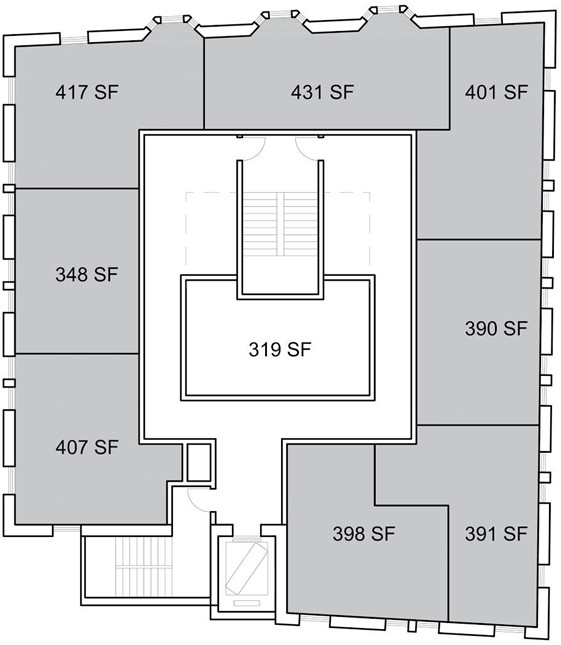 417 SF
431 SF
401 SF
348 SF
390 SF
319 SF
407 SF
398 SF
391 SF